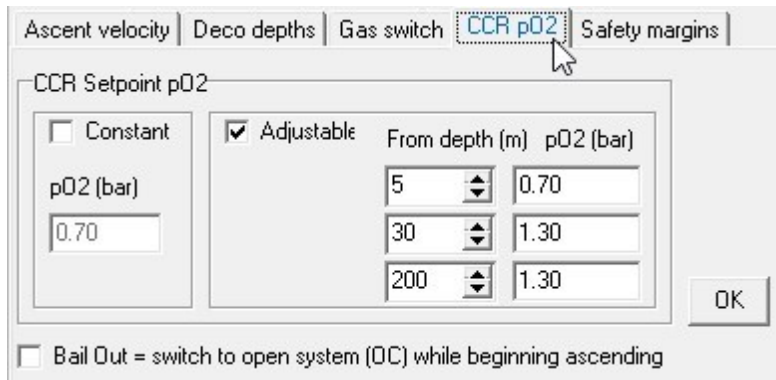 Ascent velocity Deco depths Gas switch CCR pO2 Safety margins
CCR Setpoint pO2
Constant
pO2 (bar)
0.70
Adjustable From depth (m) pO2 (bar)
5 0.70
30 1.30
200 1.30
OK
Bail Out = switch to open system (OC) while beginning ascending